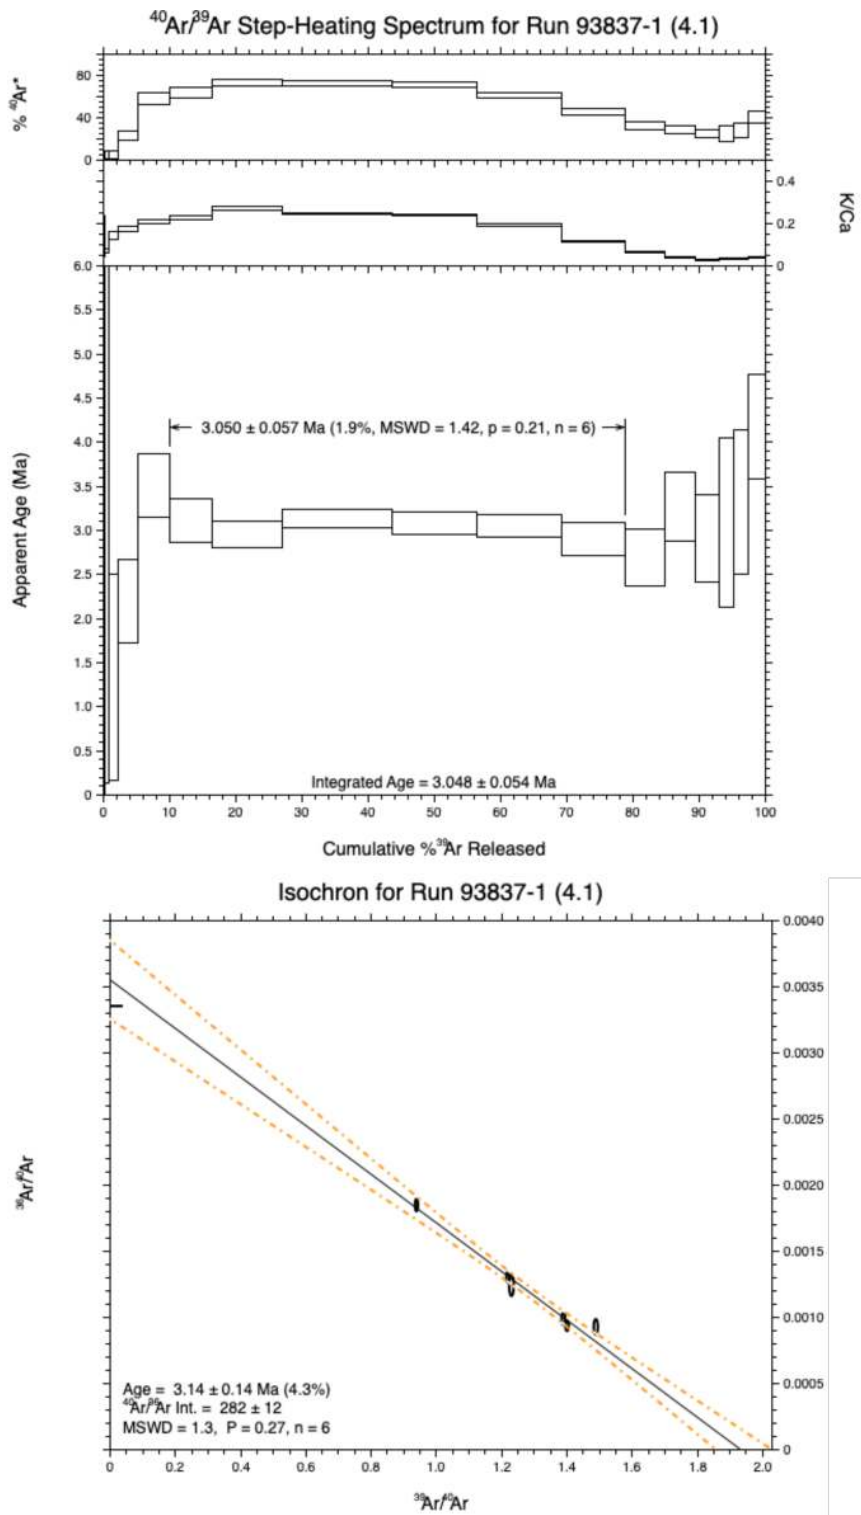 ⁴⁰Ar/³⁹Ar Step-Heating Spectrum for Run 93837-1 (4.1)
% ⁴⁰Ar*
80
40
0
0.4
0.2
0
K/Ca
6.0
5.5
5.0
4.5
4.0
3.5
3.0
2.5
2.0
1.5
1.0
0.5
0
Apparent Age (Ma)
3.050 ± 0.057 Ma (1.9%, MSWD = 1.42, p = 0.21, n = 6)
Integrated Age = 3.048 ± 0.054 Ma
0 10 20 30 40 50 60 70 80 90 100
Cumulative %³⁹Ar Released
Isochron for Run 93837-1 (4.1)
0.0040
0.0035
0.0030
0.0025
0.0020
0.0015
0.0010
0.0005
0
³⁶Ar/⁴⁰Ar
Age = 3.14 ± 0.14 Ma (4.3%)
⁴⁰Ar/³⁶Ar Int. = 282 ± 12
MSWD = 1.3, P = 0.27, n = 6
0 0.2 0.4 0.6 0.8 1.0 1.2 1.4 1.6 1.8 2.0
³⁹Ar/⁴⁰Ar